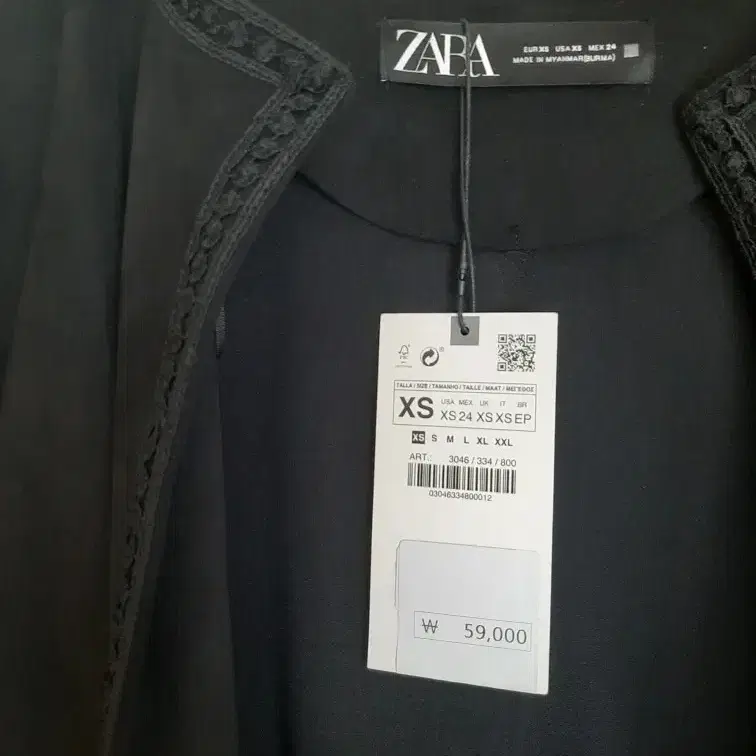 ZARA
EUR XS USA XS MEX 24
MADE IN MYANMAR(BURMA)
FSC
TALLA / SIZE / TAMANHO / TAILLE / MAAT / ΜΕΓΕΘΟΣ
XS
USA MEX UK IT BR
XS 24 XS XS EP
XS S M L XL XXL
ART.: 3046 / 334 / 800
03046334800012
₩ 59,000